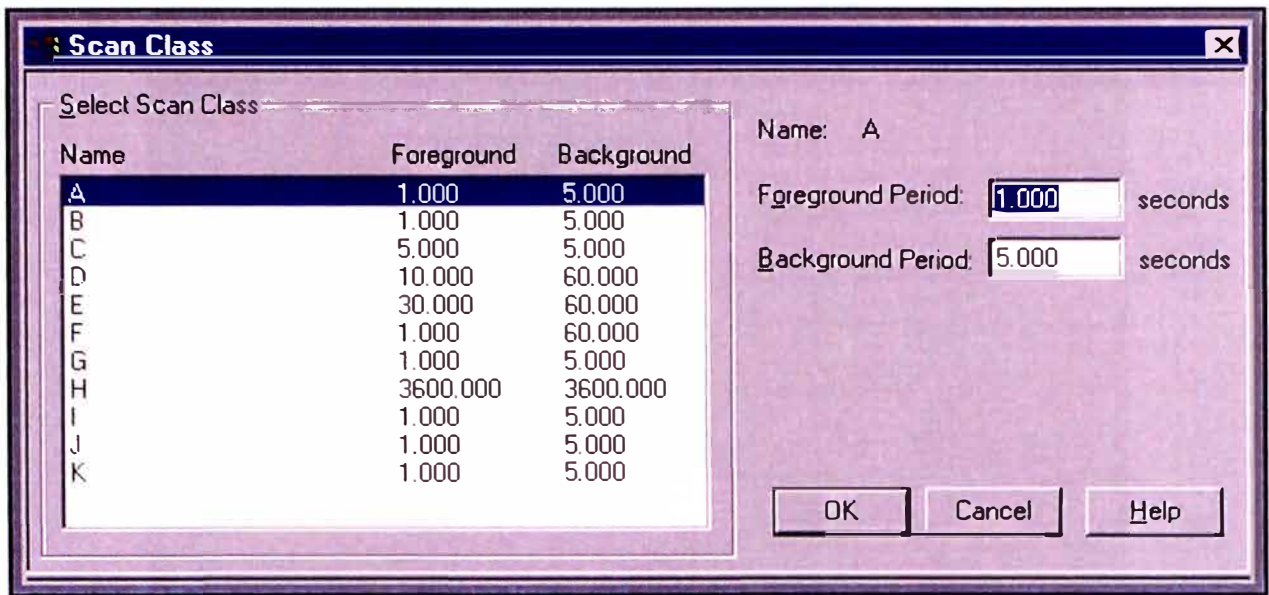 Scan Class
Select Scan Class
Name Foreground Background
A 1.000 5.000
B 1.000 5.000
C 5.000 5.000
D 10.000 60.000
E 30.000 60.000
F 1.000 60.000
G 1.000 5.000
H 3600.000 3600.000
I 1.000 5.000
J 1.000 5.000
K 1.000 5.000
Name: A
Foreground Period: 1.000 seconds
Background Period: 5.000 seconds
OK Cancel Help